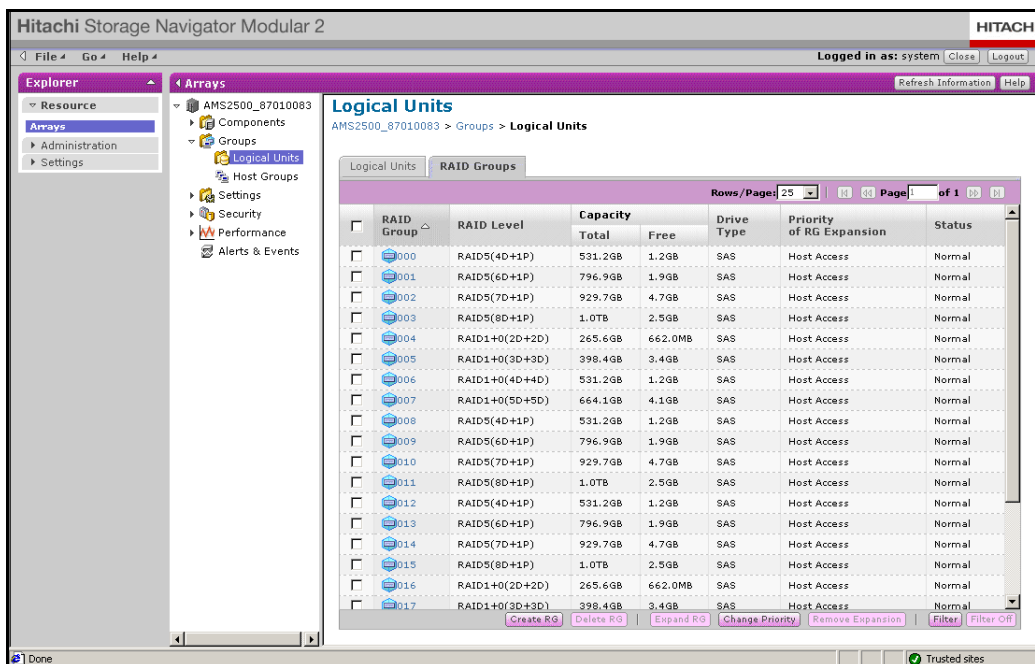 Hitachi Storage Navigator Modular 2
HITACH
File Go Help
Logged in as: system Close Logout
Explorer
Arrays
Refresh Information Help
Resource
Arrays
Administration
Settings
AMS2500_87010083
Components
Groups
Logical Units
Host Groups
Settings
Security
Performance
Alerts & Events
Logical Units
AMS2500_87010083 > Groups > Logical Units
Logical Units RAID Groups
Rows/Page: 25 Page 1 of 1
RAID Group RAID Level Capacity Total Free Drive Type Priority of RG Expansion Status
000 RAID5(4D+1P) 531.2GB 1.2GB SAS Host Access Normal
001 RAID5(6D+1P) 796.9GB 1.9GB SAS Host Access Normal
002 RAID5(7D+1P) 929.7GB 4.7GB SAS Host Access Normal
003 RAID5(8D+1P) 1.0TB 2.5GB SAS Host Access Normal
004 RAID1+0(2D+2D) 265.6GB 662.0MB SAS Host Access Normal
005 RAID1+0(3D+3D) 398.4GB 3.4GB SAS Host Access Normal
006 RAID1+0(4D+4D) 531.2GB 1.2GB SAS Host Access Normal
007 RAID1+0(5D+5D) 664.1GB 4.1GB SAS Host Access Normal
008 RAID5(4D+1P) 531.2GB 1.2GB SAS Host Access Normal
009 RAID5(6D+1P) 796.9GB 1.9GB SAS Host Access Normal
010 RAID5(7D+1P) 929.7GB 4.7GB SAS Host Access Normal
011 RAID5(8D+1P) 1.0TB 2.5GB SAS Host Access Normal
012 RAID5(4D+1P) 531.2GB 1.2GB SAS Host Access Normal
013 RAID5(6D+1P) 796.9GB 1.9GB SAS Host Access Normal
014 RAID5(7D+1P) 929.7GB 4.7GB SAS Host Access Normal
015 RAID5(8D+1P) 1.0TB 2.5GB SAS Host Access Normal
016 RAID1+0(2D+2D) 265.6GB 662.0MB SAS Host Access Normal
017 RAID1+0(3D+3D) 398.4GB 3.4GB SAS Host Access Normal
Create RG Delete RG Expand RG Change Priority Remove Expansion Filter Filter Off
Done
Trusted sites